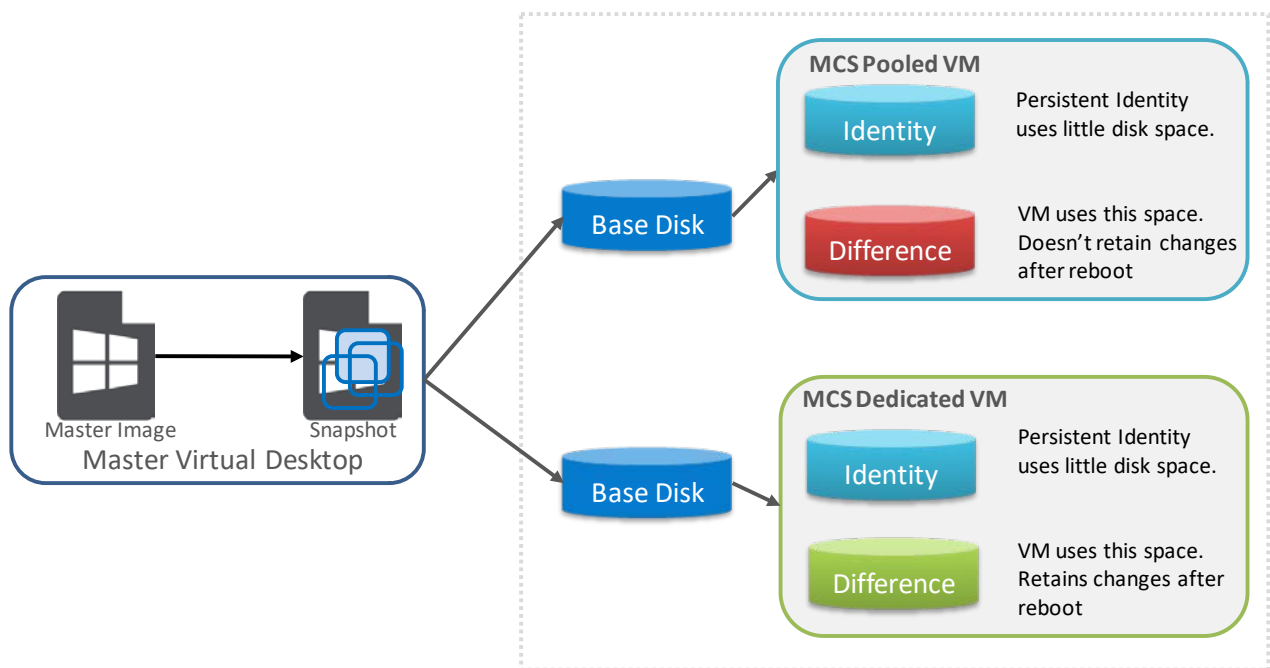 MCS Pooled VM
Identity
Persistent Identity
uses little disk space.
Base Disk
Difference
VM uses this space.
Doesn’t retain changes
after reboot
Master Image
Snapshot
Master Virtual Desktop
MCS Dedicated VM
Identity
Persistent Identity
uses little disk space.
Base Disk
Difference
VM uses this space.
Retains changes after
reboot